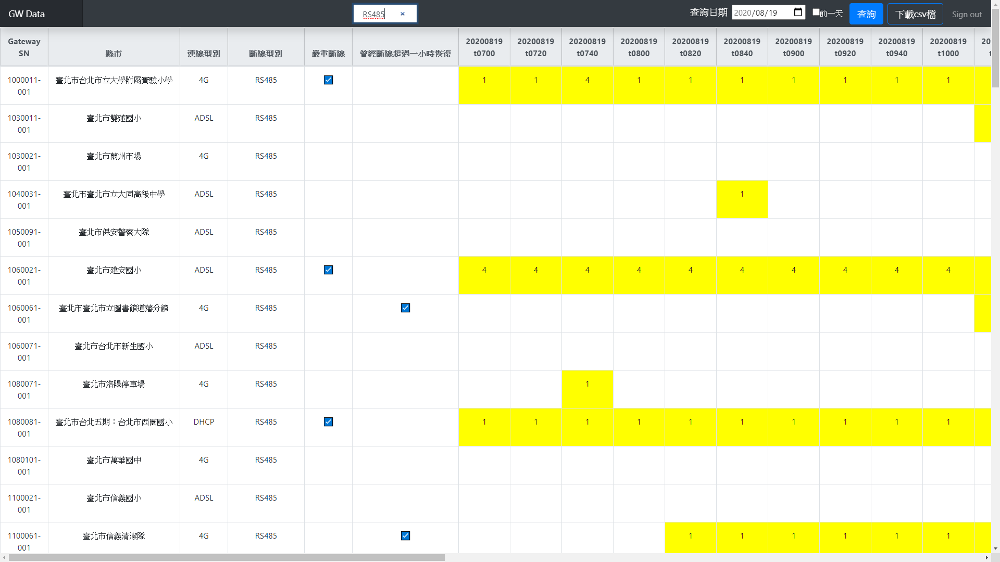 GW Data
RS485 ×
查詢日期 2020/08/19 前一天 查詢 下載csv檔 Sign out
Gateway SN 縣市 連線型別 斷線型別 嚴重斷線 曾經斷線超過一小時恢復 20200819 t0700 20200819 t0720 20200819 t0740 20200819 t0800 20200819 t0820 20200819 t0840 20200819 t0900 20200819 t0920 20200819 t0940 20200819 t1000 20 t
1000011-001 臺北市台北市立大學附屬實驗小學 4G RS485 1 1 4 1 1 1 1 1 1 1
1030011-001 臺北市雙蓮國小 ADSL RS485
1030021-001 臺北市蘭州市場 4G RS485
1040031-001 臺北市臺北市立大同高級中學 ADSL RS485 1
1050091-001 臺北市保安警察大隊 ADSL RS485
1060021-001 臺北市建安國小 ADSL RS485 4 4 4 4 4 4 4 4 4 4
1060061-001 臺北市臺北市立圖書館道藩分館 4G RS485
1060071-001 臺北市台北市新生國小 ADSL RS485
1080071-001 臺北市洛陽停車場 4G RS485 1
1080081-001 臺北市台北五期：台北市西園國小 DHCP RS485 1 1 1 1 1 1 1 1 1 1
1080101-001 臺北市萬華國中 4G RS485
1100021-001 臺北市信義國小 ADSL RS485
1100061-001 臺北市信義清潔隊 4G RS485 1 1 1 1 1 1